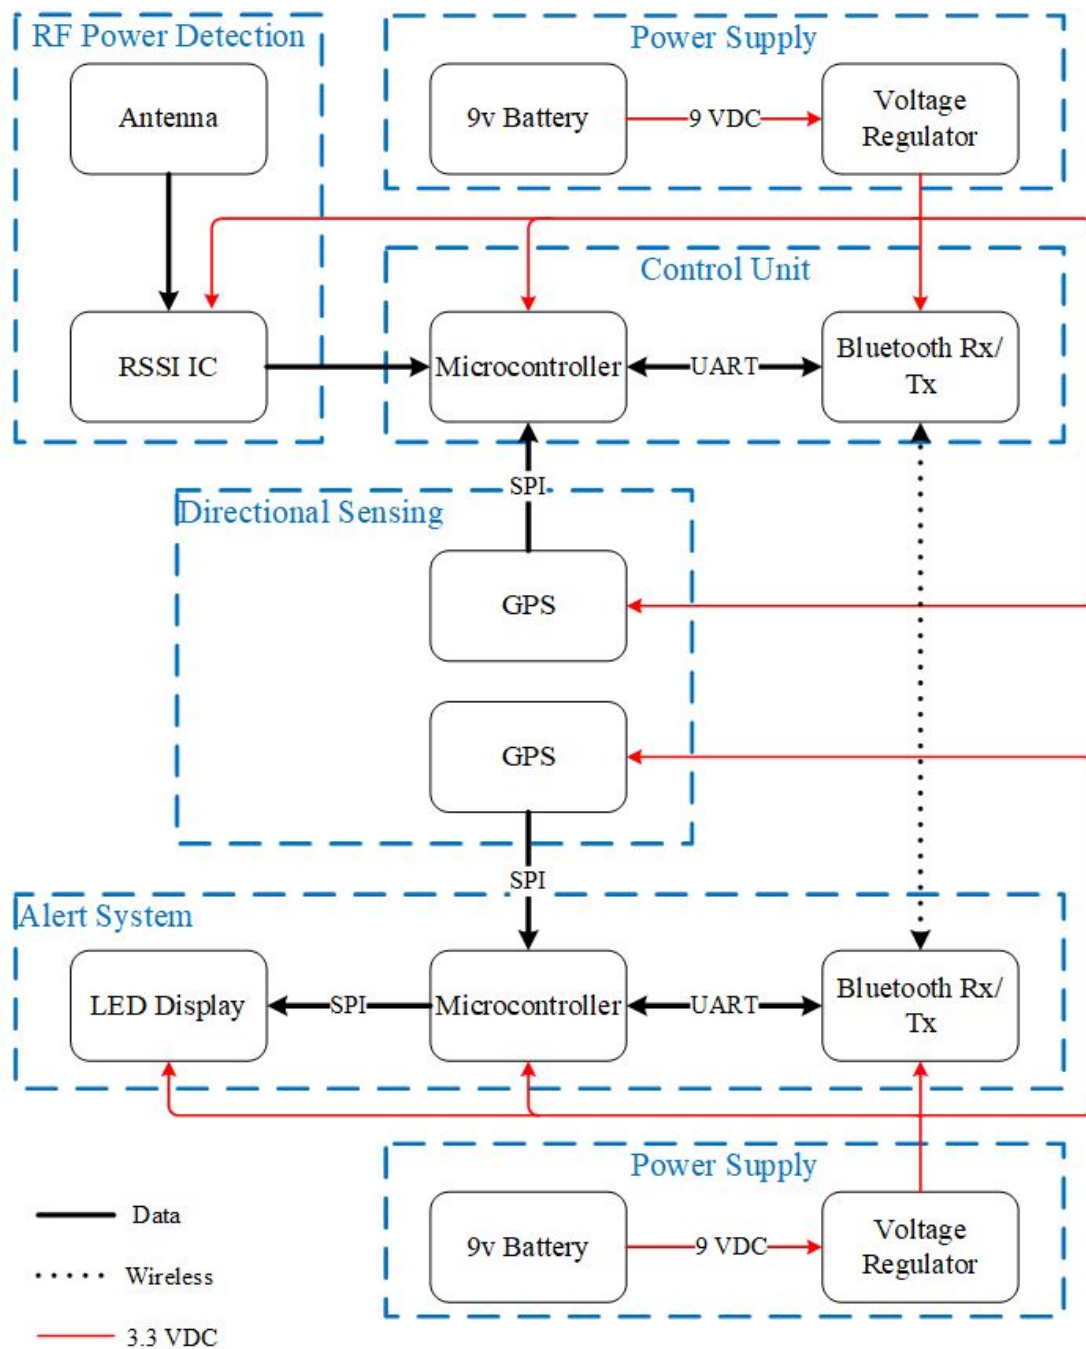 RF Power Detection
Power Supply
Antenna
9v Battery
9 VDC
Voltage
Regulator
Control Unit
RSSI IC
Microcontroller
UART
Bluetooth Rx/
Tx
SPI
Directional Sensing
GPS
GPS
SPI
Alert System
LED Display
SPI
Microcontroller
UART
Bluetooth Rx/
Tx
Power Supply
9v Battery
9 VDC
Voltage
Regulator
Data
Wireless
3.3 VDC